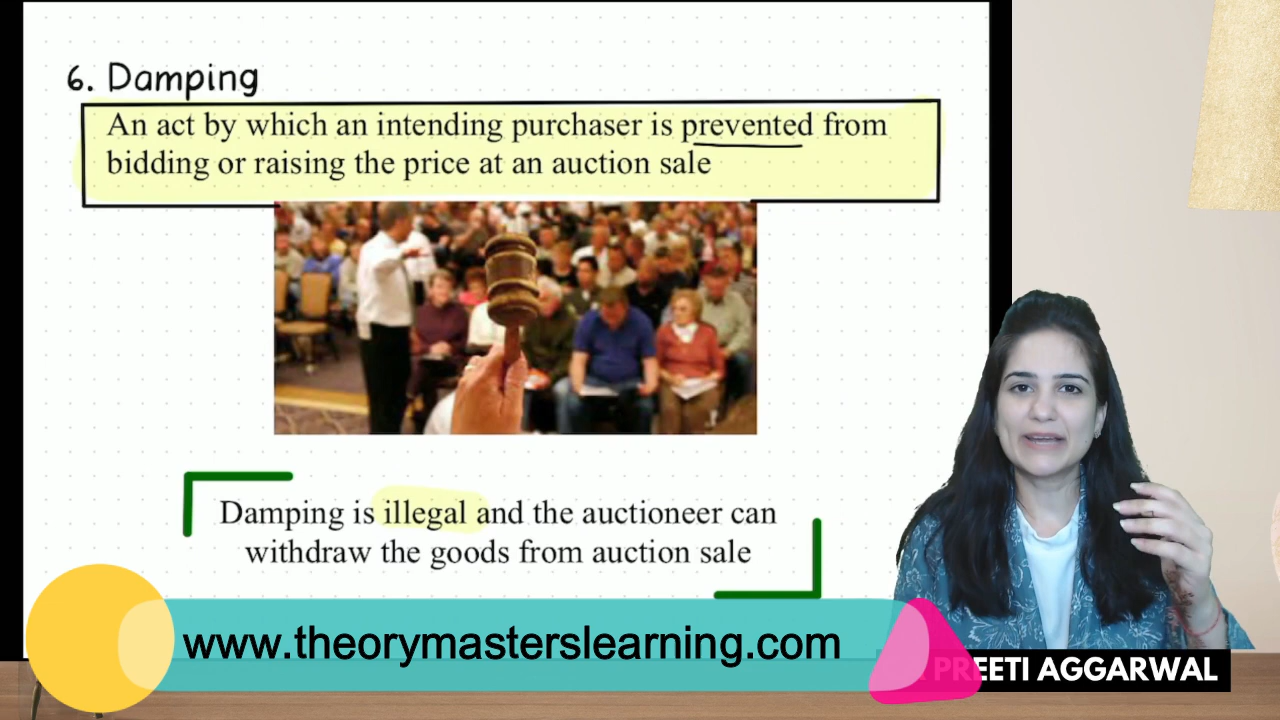 6. Damping
An act by which an intending purchaser is prevented from
bidding or raising the price at an auction sale
Damping is illegal and the auctioneer can
withdraw the goods from auction sale
www.theorymasterslearning.com
PREETI AGGARWAL